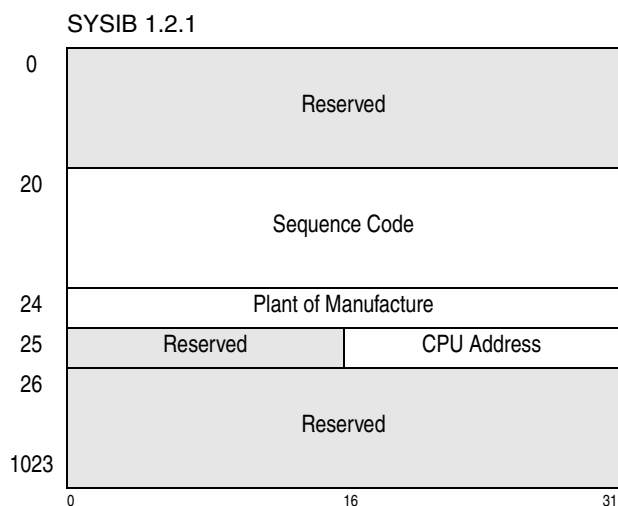 SYSIB 1.2.1
0
Reserved
20
Sequence Code
24 Plant of Manufacture
25 Reserved CPU Address
26
Reserved
1023
0 16 31